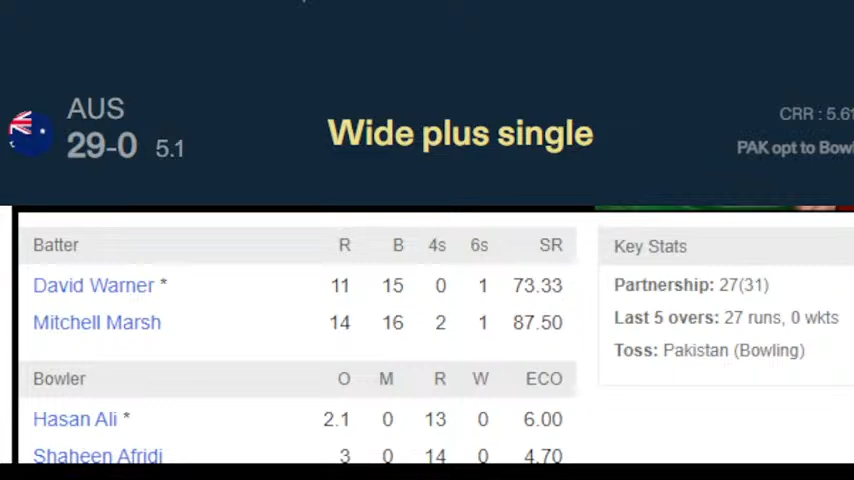 AUS
29-0 5.1
Wide plus single
CRR : 5.61
PAK opt to Bowl
Batter R B 4s 6s SR
David Warner * 11 15 0 1 73.33
Mitchell Marsh 14 16 2 1 87.50
Bowler O M R W ECO
Hasan Ali * 2.1 0 13 0 6.00
Shaheen Afridi 3 0 14 0 4.70
Key Stats
Partnership: 27(31)
Last 5 overs: 27 runs, 0 wkts
Toss: Pakistan (Bowling)